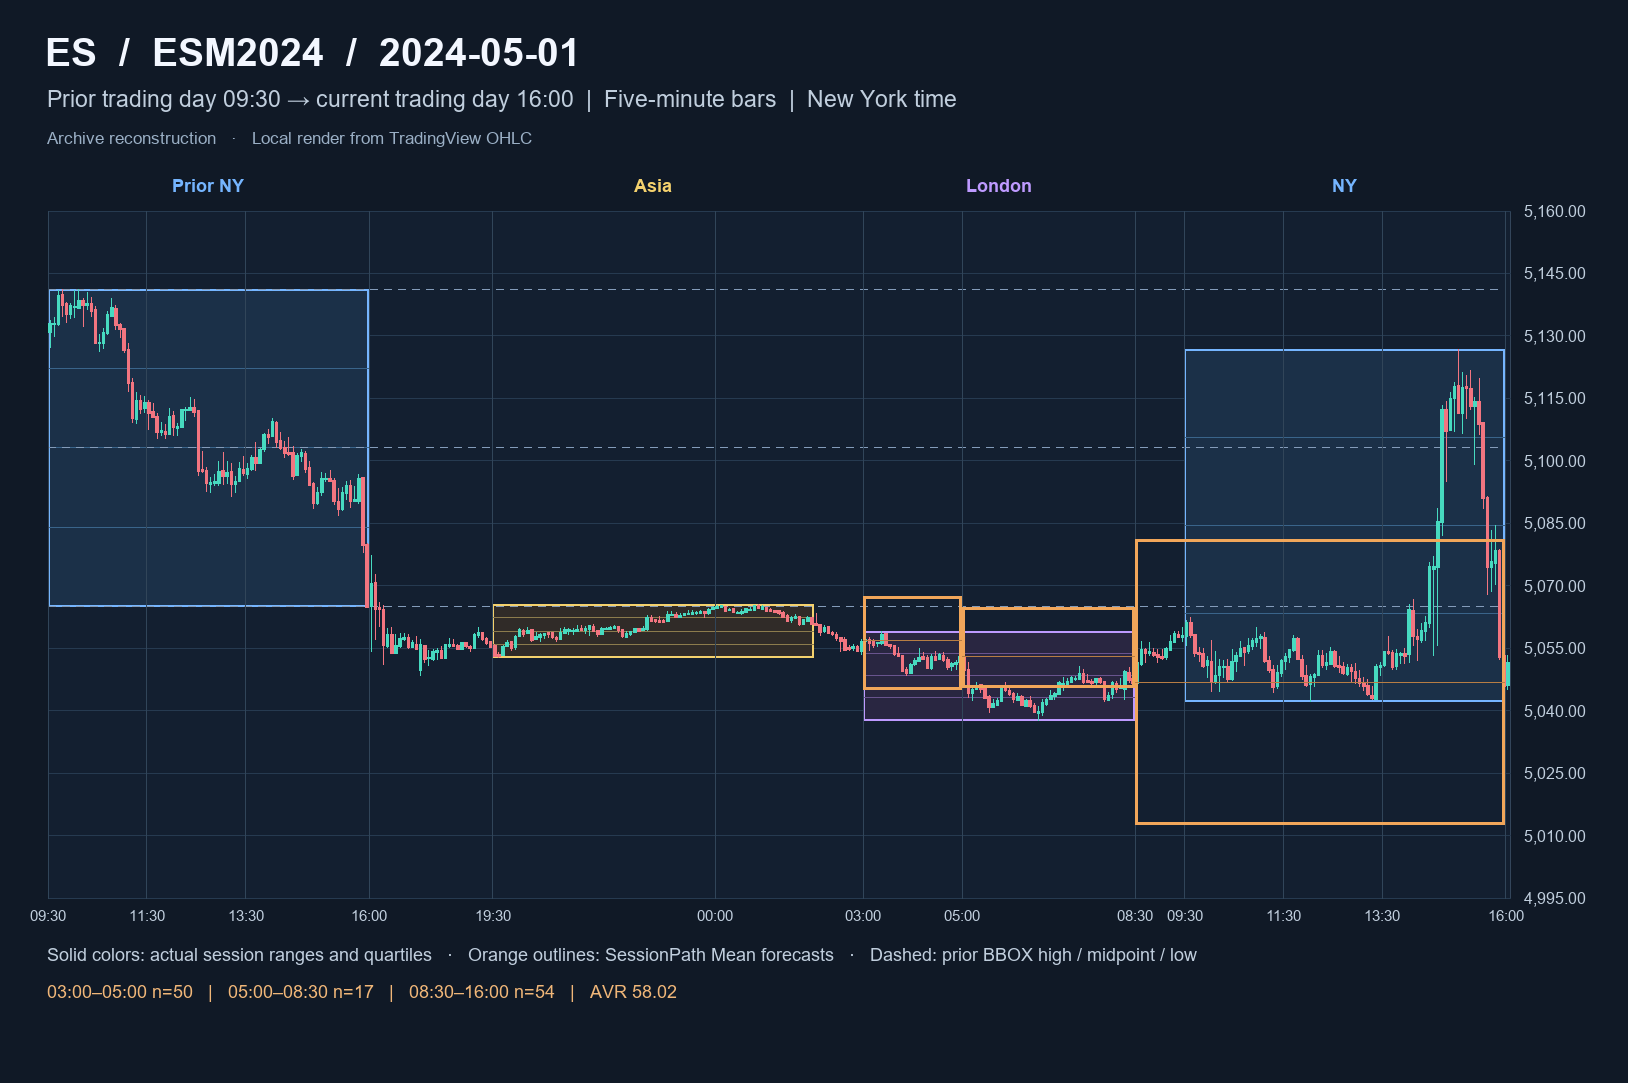 ES / ESM2024 / 2024-05-01
Prior trading day 09:30 → current trading day 16:00 | Five-minute bars | New York time
Archive reconstruction · Local render from TradingView OHLC
Prior NY Asia London NY
5,160.00
5,145.00
5,130.00
5,115.00
5,100.00
5,085.00
5,070.00
5,055.00
5,040.00
5,025.00
5,010.00
4,995.00
09:30 11:30 13:30 16:00 19:30 00:00 03:00 05:00 08:30 09:30 11:30 13:30 16:00
Solid colors: actual session ranges and quartiles · Orange outlines: SessionPath Mean forecasts · Dashed: prior BBOX high / midpoint / low
03:00–05:00 n=50 | 05:00–08:30 n=17 | 08:30–16:00 n=54 | AVR 58.02